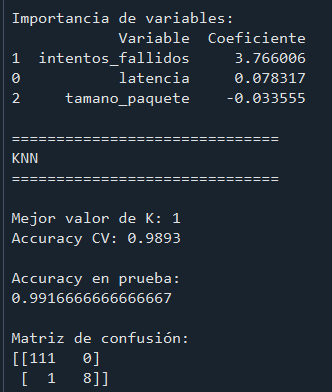 Importancia de variables:
Variable Coeficiente
1 intentos_fallidos 3.766006
0 latencia 0.078317
2 tamano_paquete -0.033555
==============================
KNN
==============================
Mejor valor de K: 1
Accuracy CV: 0.9893
Accuracy en prueba:
0.9916666666666667
Matriz de confusión:
[[111 0]
[ 1 8]]